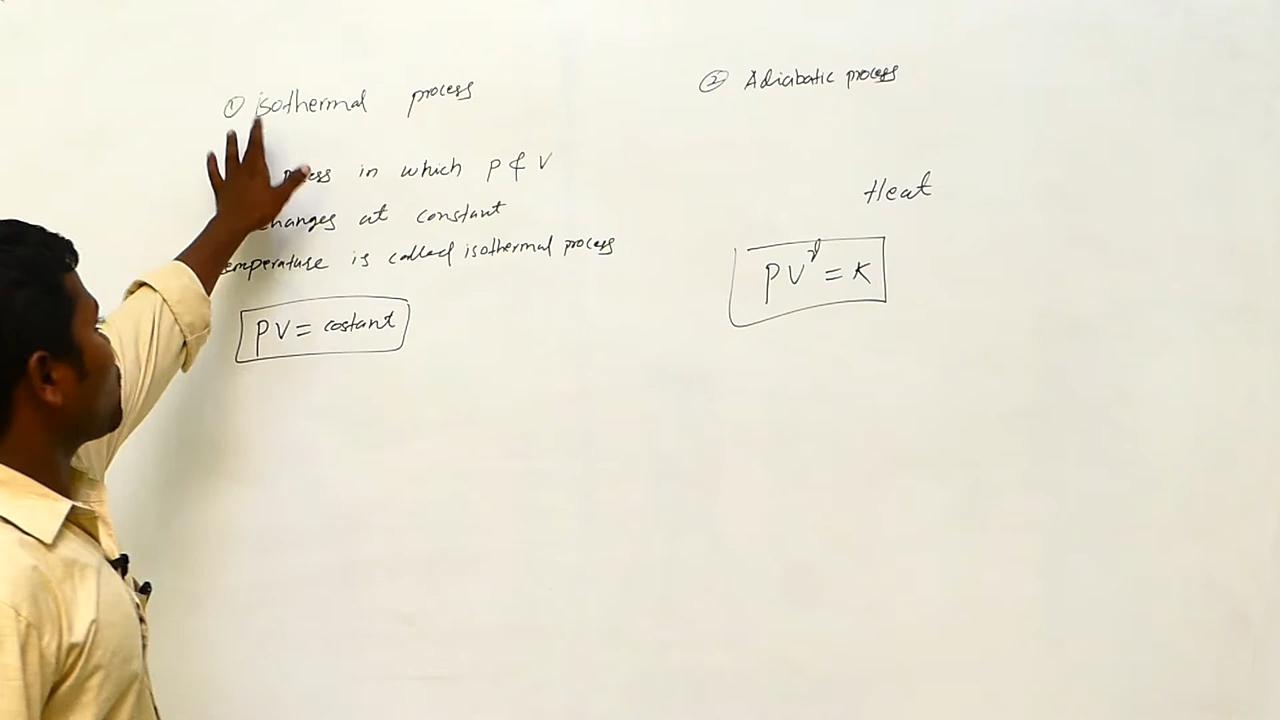 ① isothermal process
in which P & V
changes at constant
temperature is called isothermal process
PV = costant
② Adiabatic process
Heat
PV^γ = K